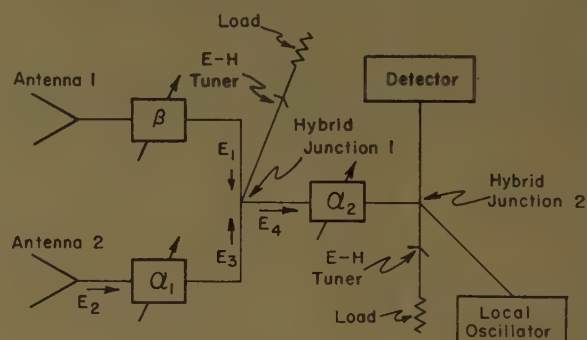 Load
E-H
Tuner
Antenna 1
β
E1
Hybrid
Junction 1
Detector
Antenna 2
α1
E2
E3
E4
α2
Hybrid
Junction 2
E-H
Tuner
Load
Local
Oscillator